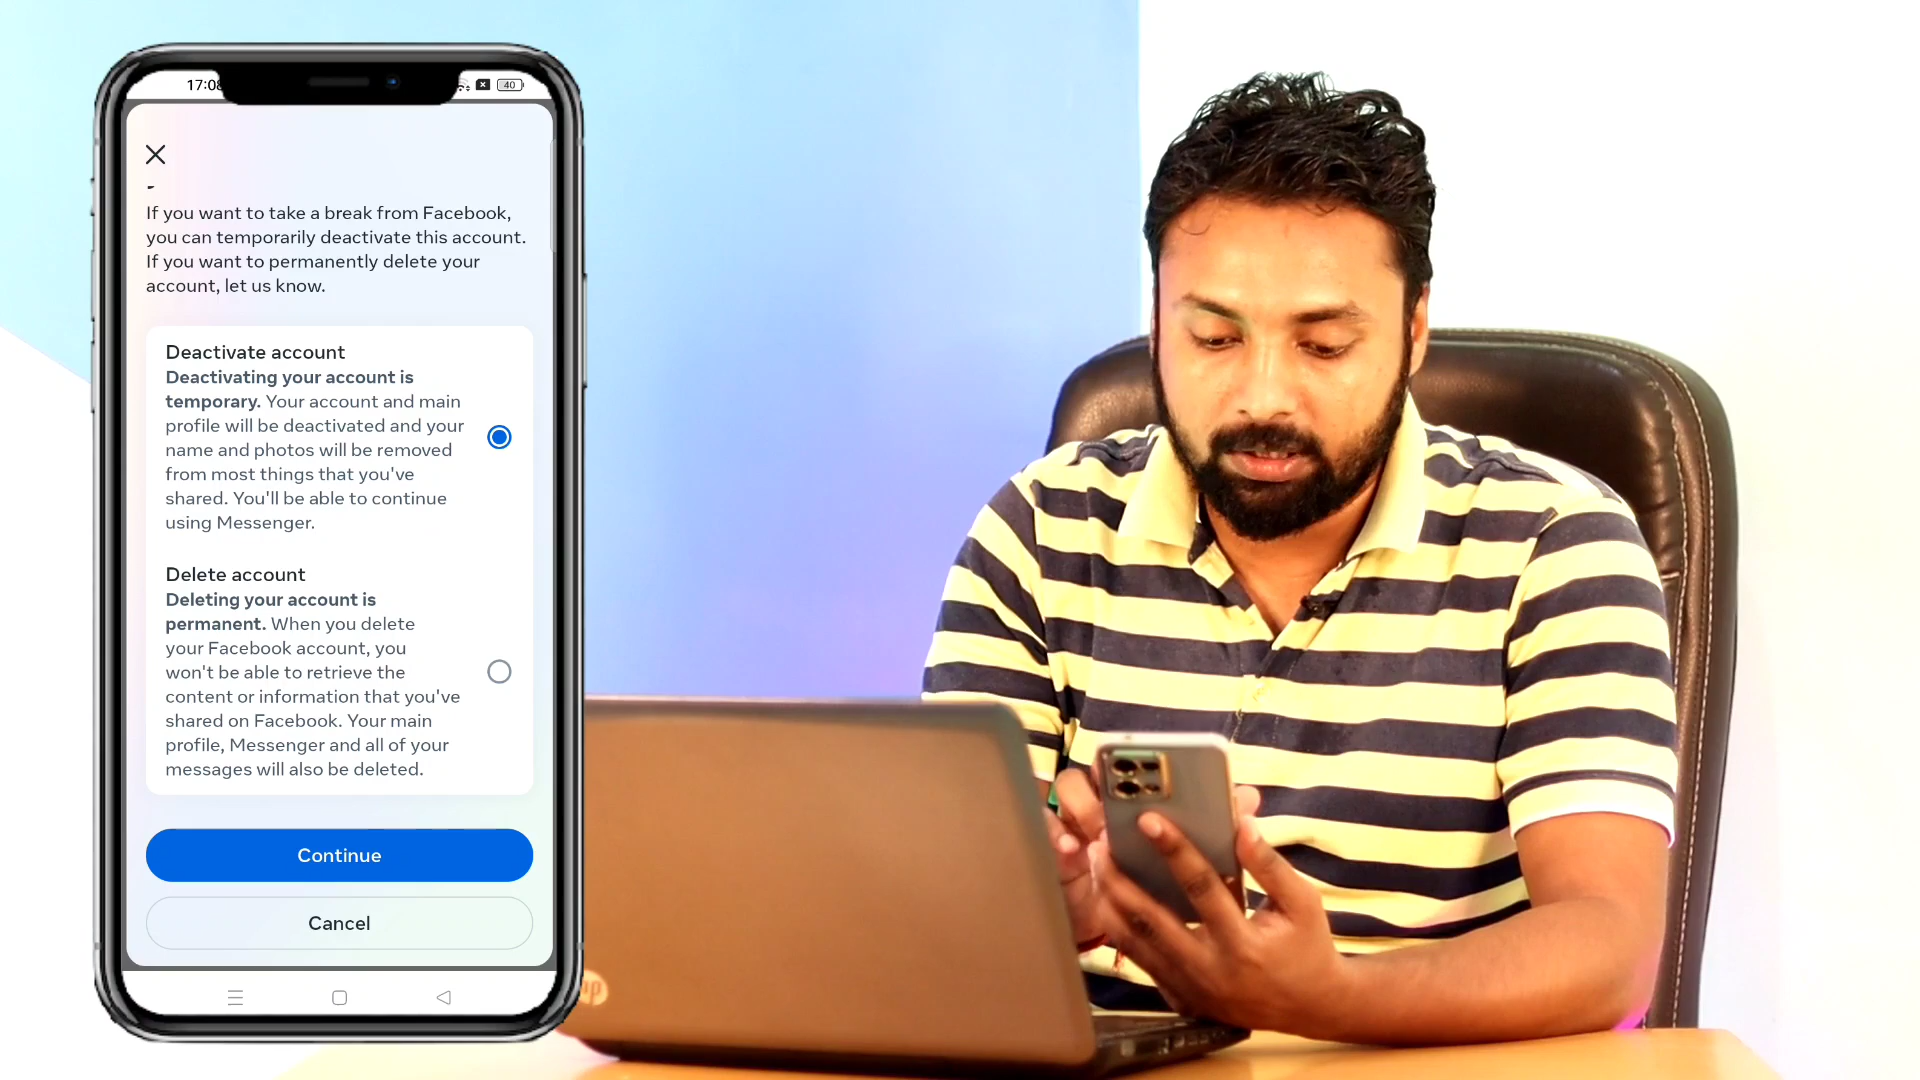 17:08
40
If you want to take a break from Facebook,
you can temporarily deactivate this account.
If you want to permanently delete your
account, let us know.
Deactivate account
Deactivating your account is
temporary. Your account and main
profile will be deactivated and your
name and photos will be removed
from most things that you've
shared. You'll be able to continue
using Messenger.
Delete account
Deleting your account is
permanent. When you delete
your Facebook account, you
won't be able to retrieve the
content or information that you've
shared on Facebook. Your main
profile, Messenger and all of your
messages will also be deleted.
Continue
Cancel
hp